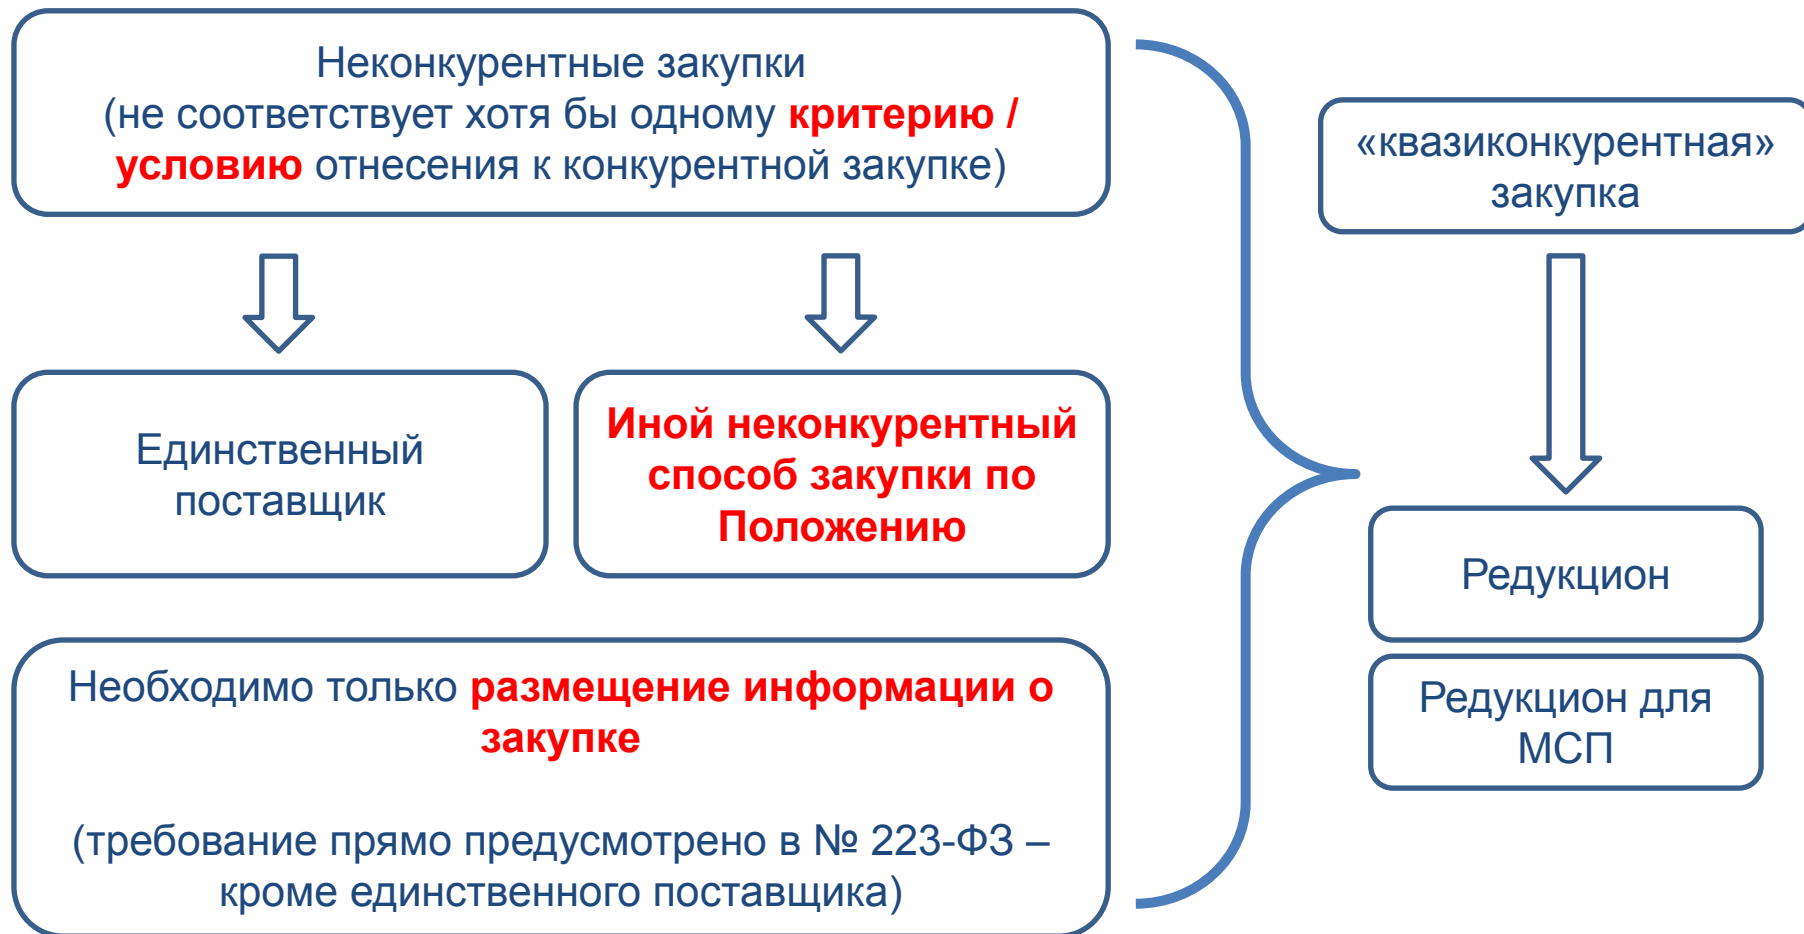 Неконкурентные закупки
(не соответствует хотя бы одному критерию /
условию отнесения к конкурентной закупке)
Единственный
поставщик
Иной неконкурентный
способ закупки по
Положению
Необходимо только размещение информации о
закупке
(требование прямо предусмотрено в № 223-ФЗ –
кроме единственного поставщика)
«квазиконкурентная»
закупка
Редукцион
Редукцион для
МСП